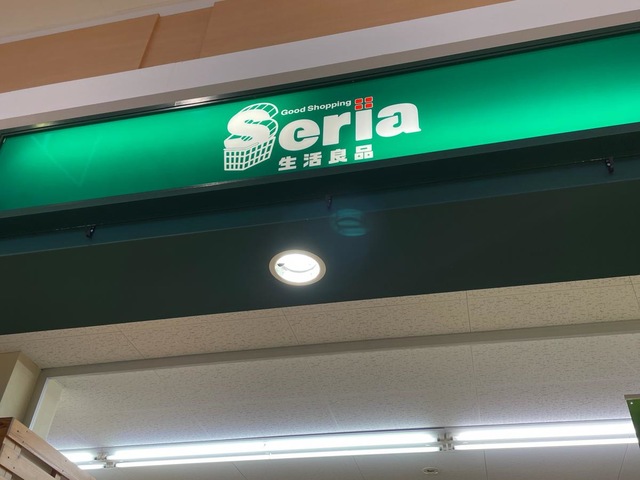 Good Shopping
Seria
生活良品